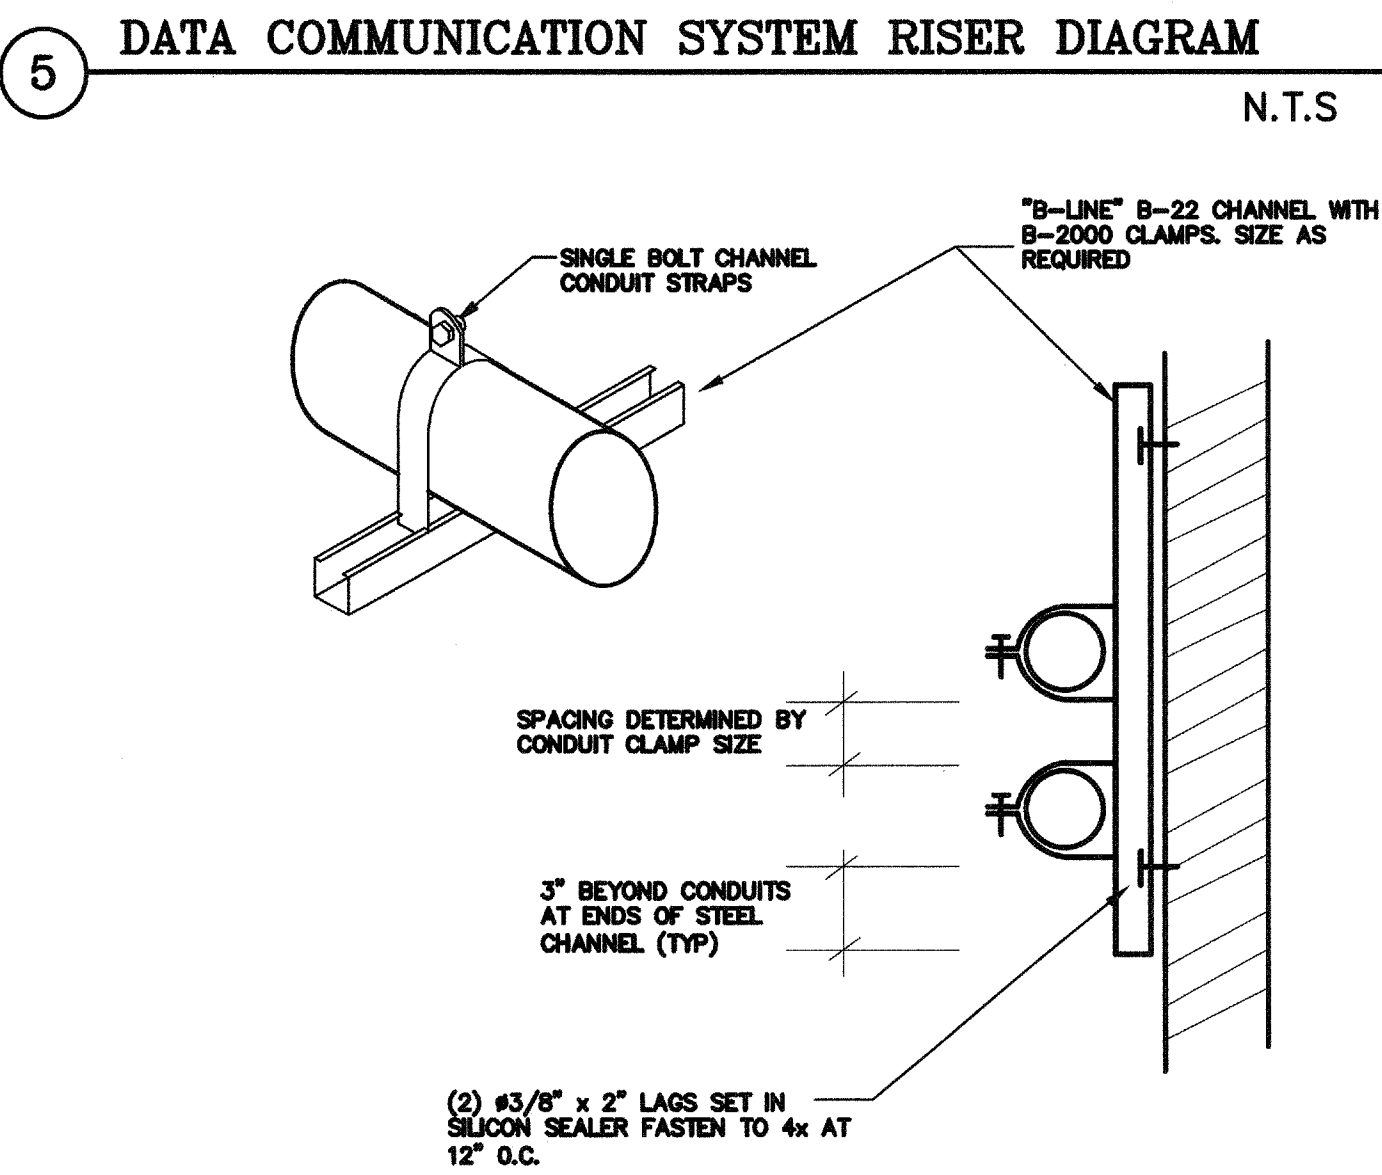 5
DATA COMMUNICATION SYSTEM RISER DIAGRAM
N.T.S
"B-LINE" B-22 CHANNEL WITH
B-2000 CLAMPS. SIZE AS
REQUIRED
SINGLE BOLT CHANNEL
CONDUIT STRAPS
SPACING DETERMINED BY
CONDUIT CLAMP SIZE
3" BEYOND CONDUITS
AT ENDS OF STEEL
CHANNEL (TYP)
(2) ø3/8" x 2" LAGS SET IN
SILICON SEALER FASTEN TO 4x AT
12" O.C.